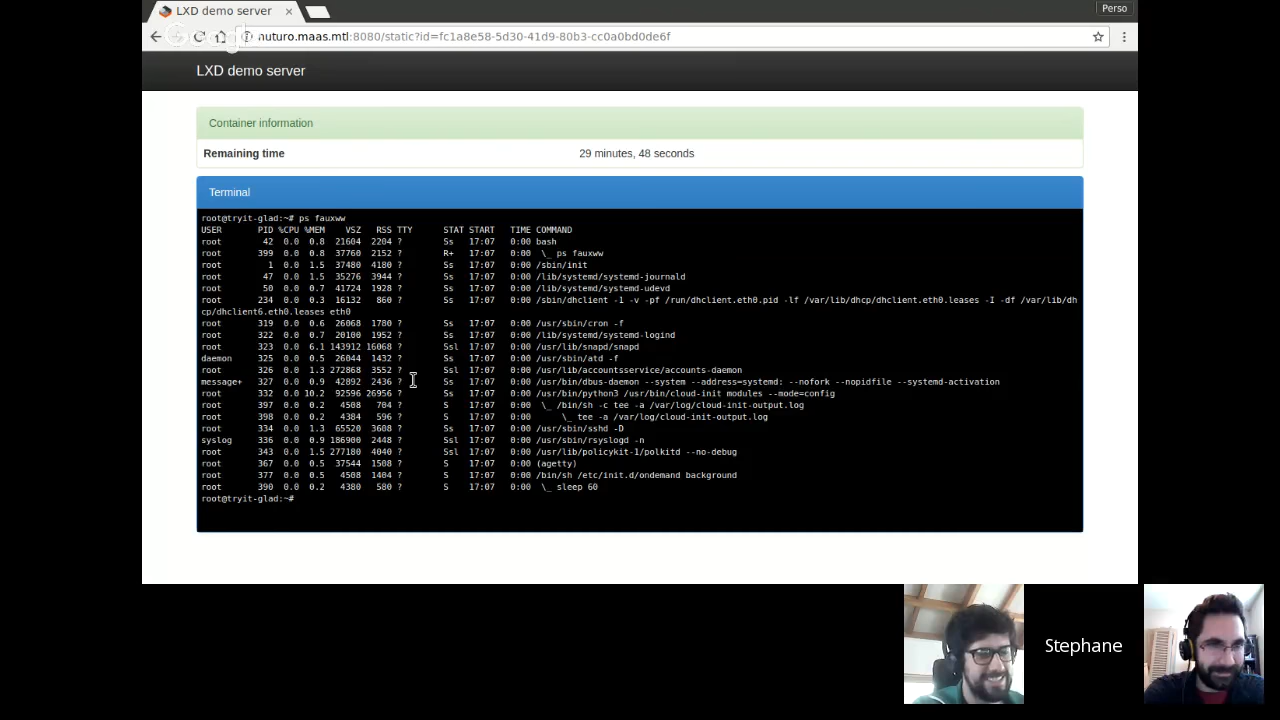 LXD demo server
Perso
nuturo.maas.mtl:8080/static?id=fc1a8e58-5d30-41d9-80b3-cc0a0bd0de6f
LXD demo server
Container information
Remaining time 29 minutes, 48 seconds
Terminal
root@tryit-glad:~# ps fauxww
USER PID %CPU %MEM VSZ RSS TTY STAT START TIME COMMAND
root 42 0.0 0.8 21604 2204 ? Ss 17:07 0:00 bash
root 399 0.0 0.8 37760 2152 ? R+ 17:07 0:00 \_ ps fauxww
root 1 0.0 1.5 37480 4180 ? Ss 17:07 0:00 /sbin/init
root 47 0.0 1.5 35276 3944 ? Ss 17:07 0:00 /lib/systemd/systemd-journald
root 50 0.0 0.7 41724 1928 ? Ss 17:07 0:00 /lib/systemd/systemd-udevd
root 234 0.0 0.3 16132 860 ? Ss 17:07 0:00 /sbin/dhclient -1 -v -pf /run/dhclient.eth0.pid -lf /var/lib/dhcp/dhclient.eth0.leases -I -df /var/lib/dh
cp/dhclient6.eth0.leases eth0
root 319 0.0 0.6 26068 1780 ? Ss 17:07 0:00 /usr/sbin/cron -f
root 322 0.0 0.7 20100 1952 ? Ss 17:07 0:00 /lib/systemd/systemd-logind
root 323 0.0 6.1 143912 16068 ? Ssl 17:07 0:00 /usr/lib/snapd/snapd
daemon 325 0.0 0.5 26044 1432 ? Ss 17:07 0:00 /usr/sbin/atd -f
root 326 0.0 1.3 272868 3552 ? Ssl 17:07 0:00 /usr/lib/accountsservice/accounts-daemon
message+ 327 0.0 0.9 42892 2436 ? Ss 17:07 0:00 /usr/bin/dbus-daemon --system --address=systemd: --nofork --nopidfile --systemd-activation
root 332 0.0 10.2 92596 26956 ? Ss 17:07 0:00 /usr/bin/python3 /usr/bin/cloud-init modules --mode=config
root 397 0.0 0.2 4508 704 ? S 17:07 0:00 \_ /bin/sh -c tee -a /var/log/cloud-init-output.log
root 398 0.0 0.2 4384 596 ? S 17:07 0:00 \_ tee -a /var/log/cloud-init-output.log
root 334 0.0 1.3 65520 3608 ? Ss 17:07 0:00 /usr/sbin/sshd -D
syslog 336 0.0 0.9 186900 2448 ? Ssl 17:07 0:00 /usr/sbin/rsyslogd -n
root 343 0.0 1.5 277180 4040 ? Ssl 17:07 0:00 /usr/lib/policykit-1/polkitd --no-debug
root 367 0.0 0.5 37544 1508 ? S 17:07 0:00 (agetty)
root 377 0.0 0.5 4508 1404 ? S 17:07 0:00 /bin/sh /etc/init.d/ondemand background
root 390 0.0 0.2 4380 580 ? S 17:07 0:00 \_ sleep 60
root@tryit-glad:~#
Stephane